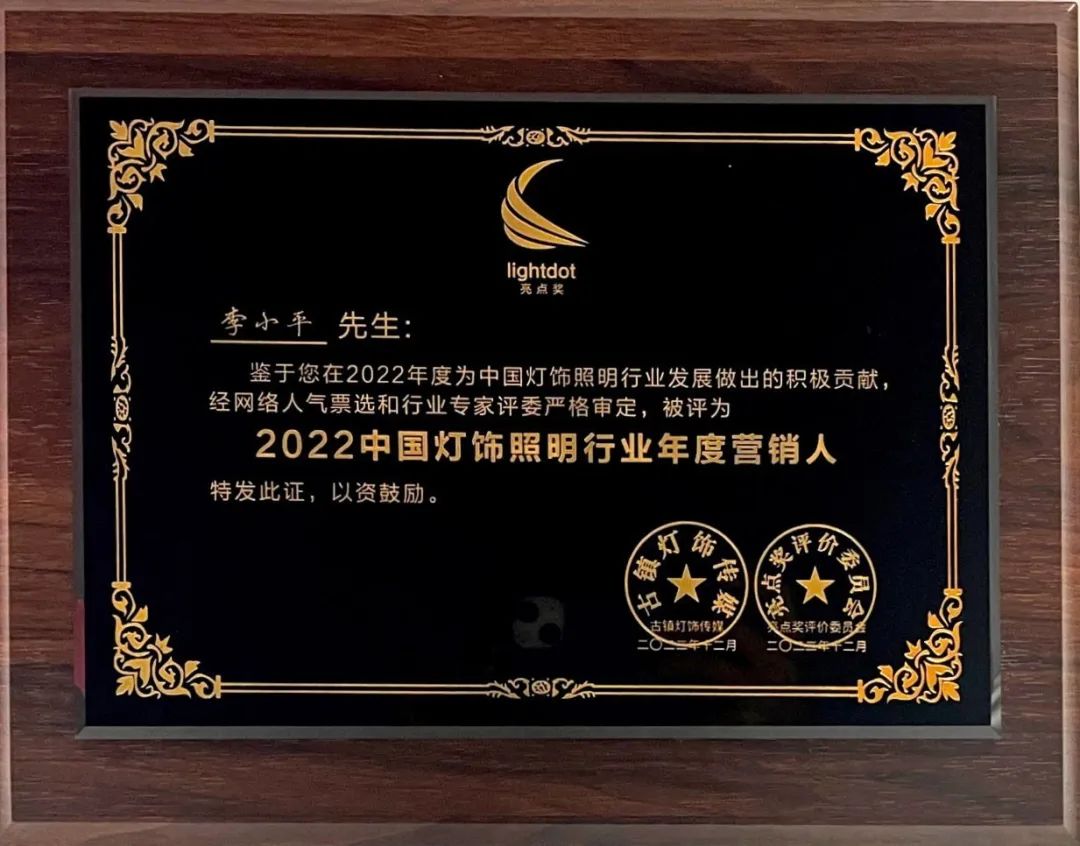 lightdot
亮点奖
李小平 先生：
鉴于您在2022年度为中国灯饰照明行业发展做出的积极贡献，
经网络人气票选和行业专家评委严格审定，被评为
2022中国灯饰照明行业年度营销人
特发此证，以资鼓励。
古镇灯饰传媒
亮点奖评价委员会
古镇灯饰传媒
亮点奖评价委员会
二〇二二年十二月
二〇二二年十二月